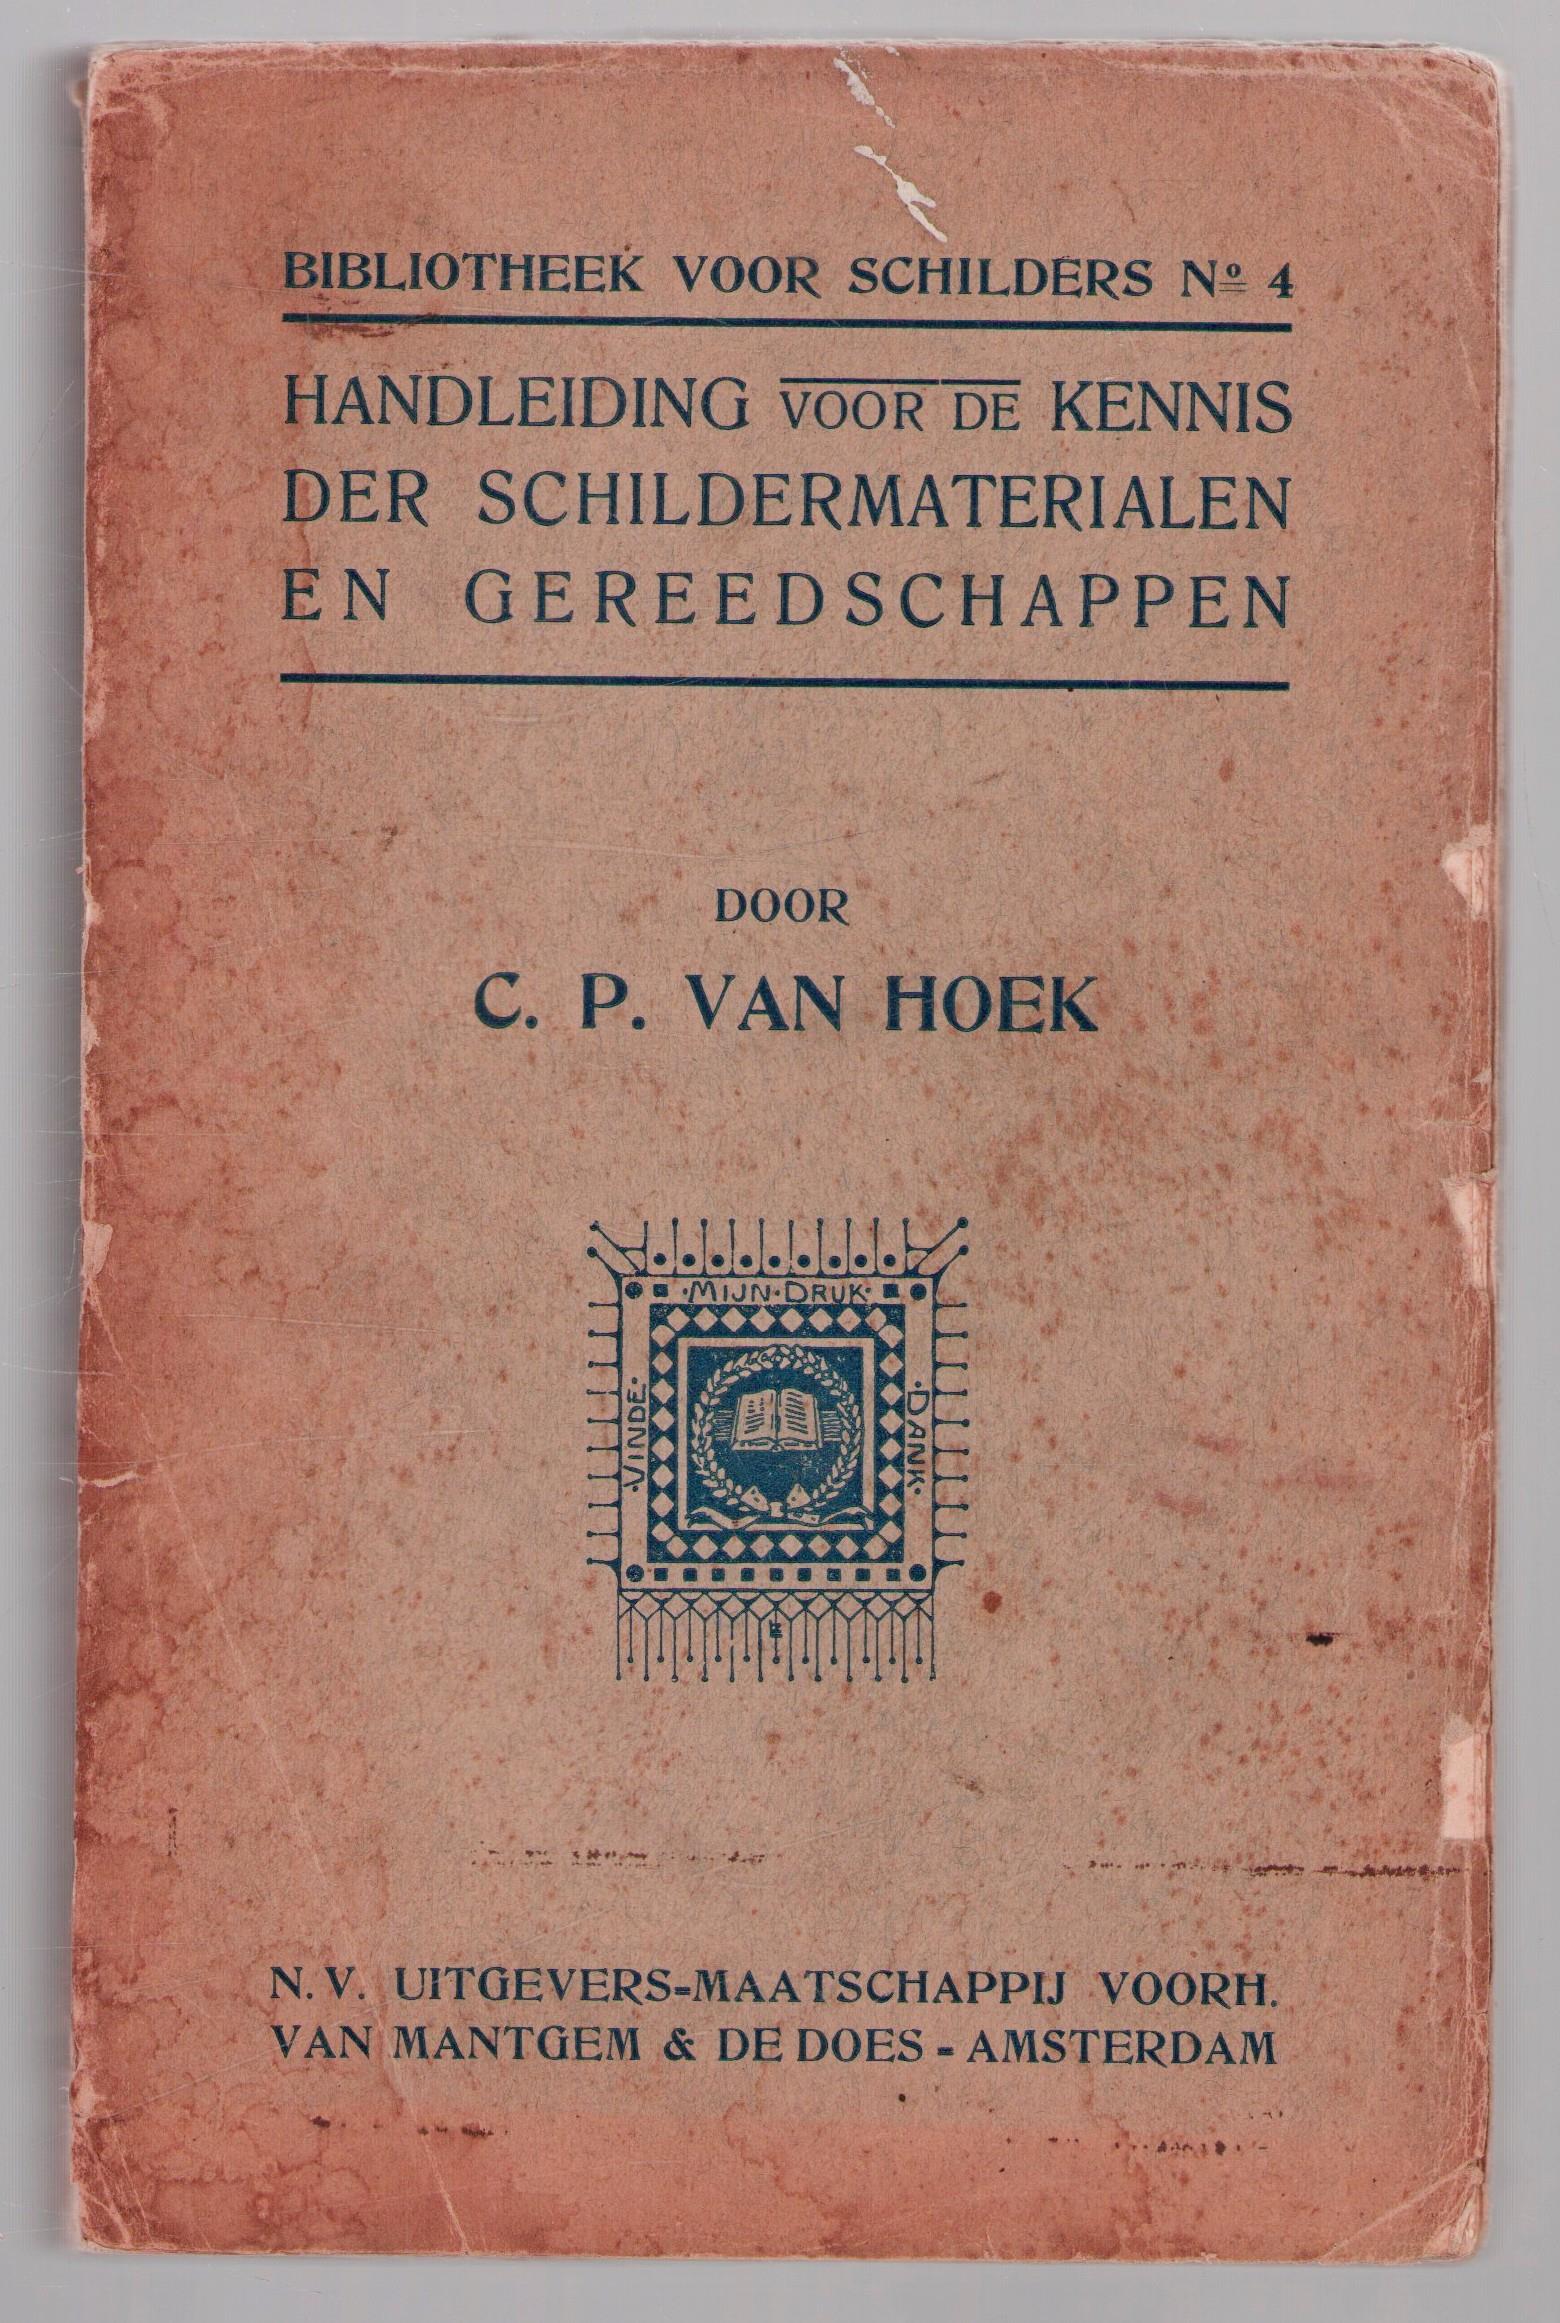 BIBLIOTHEEK VOOR SCHILDERS Nº 4
HANDLEIDING VOOR DE KENNIS
DER SCHILDERMATERIALEN
EN GEREEDSCHAPPEN
DOOR
C. P. VAN HOEK
·MIJN·DRUK·
·VINDE·
·DANK·
N.V. UITGEVERS-MAATSCHAPPIJ VOORH.
VAN MANTGEM & DE DOES - AMSTERDAM